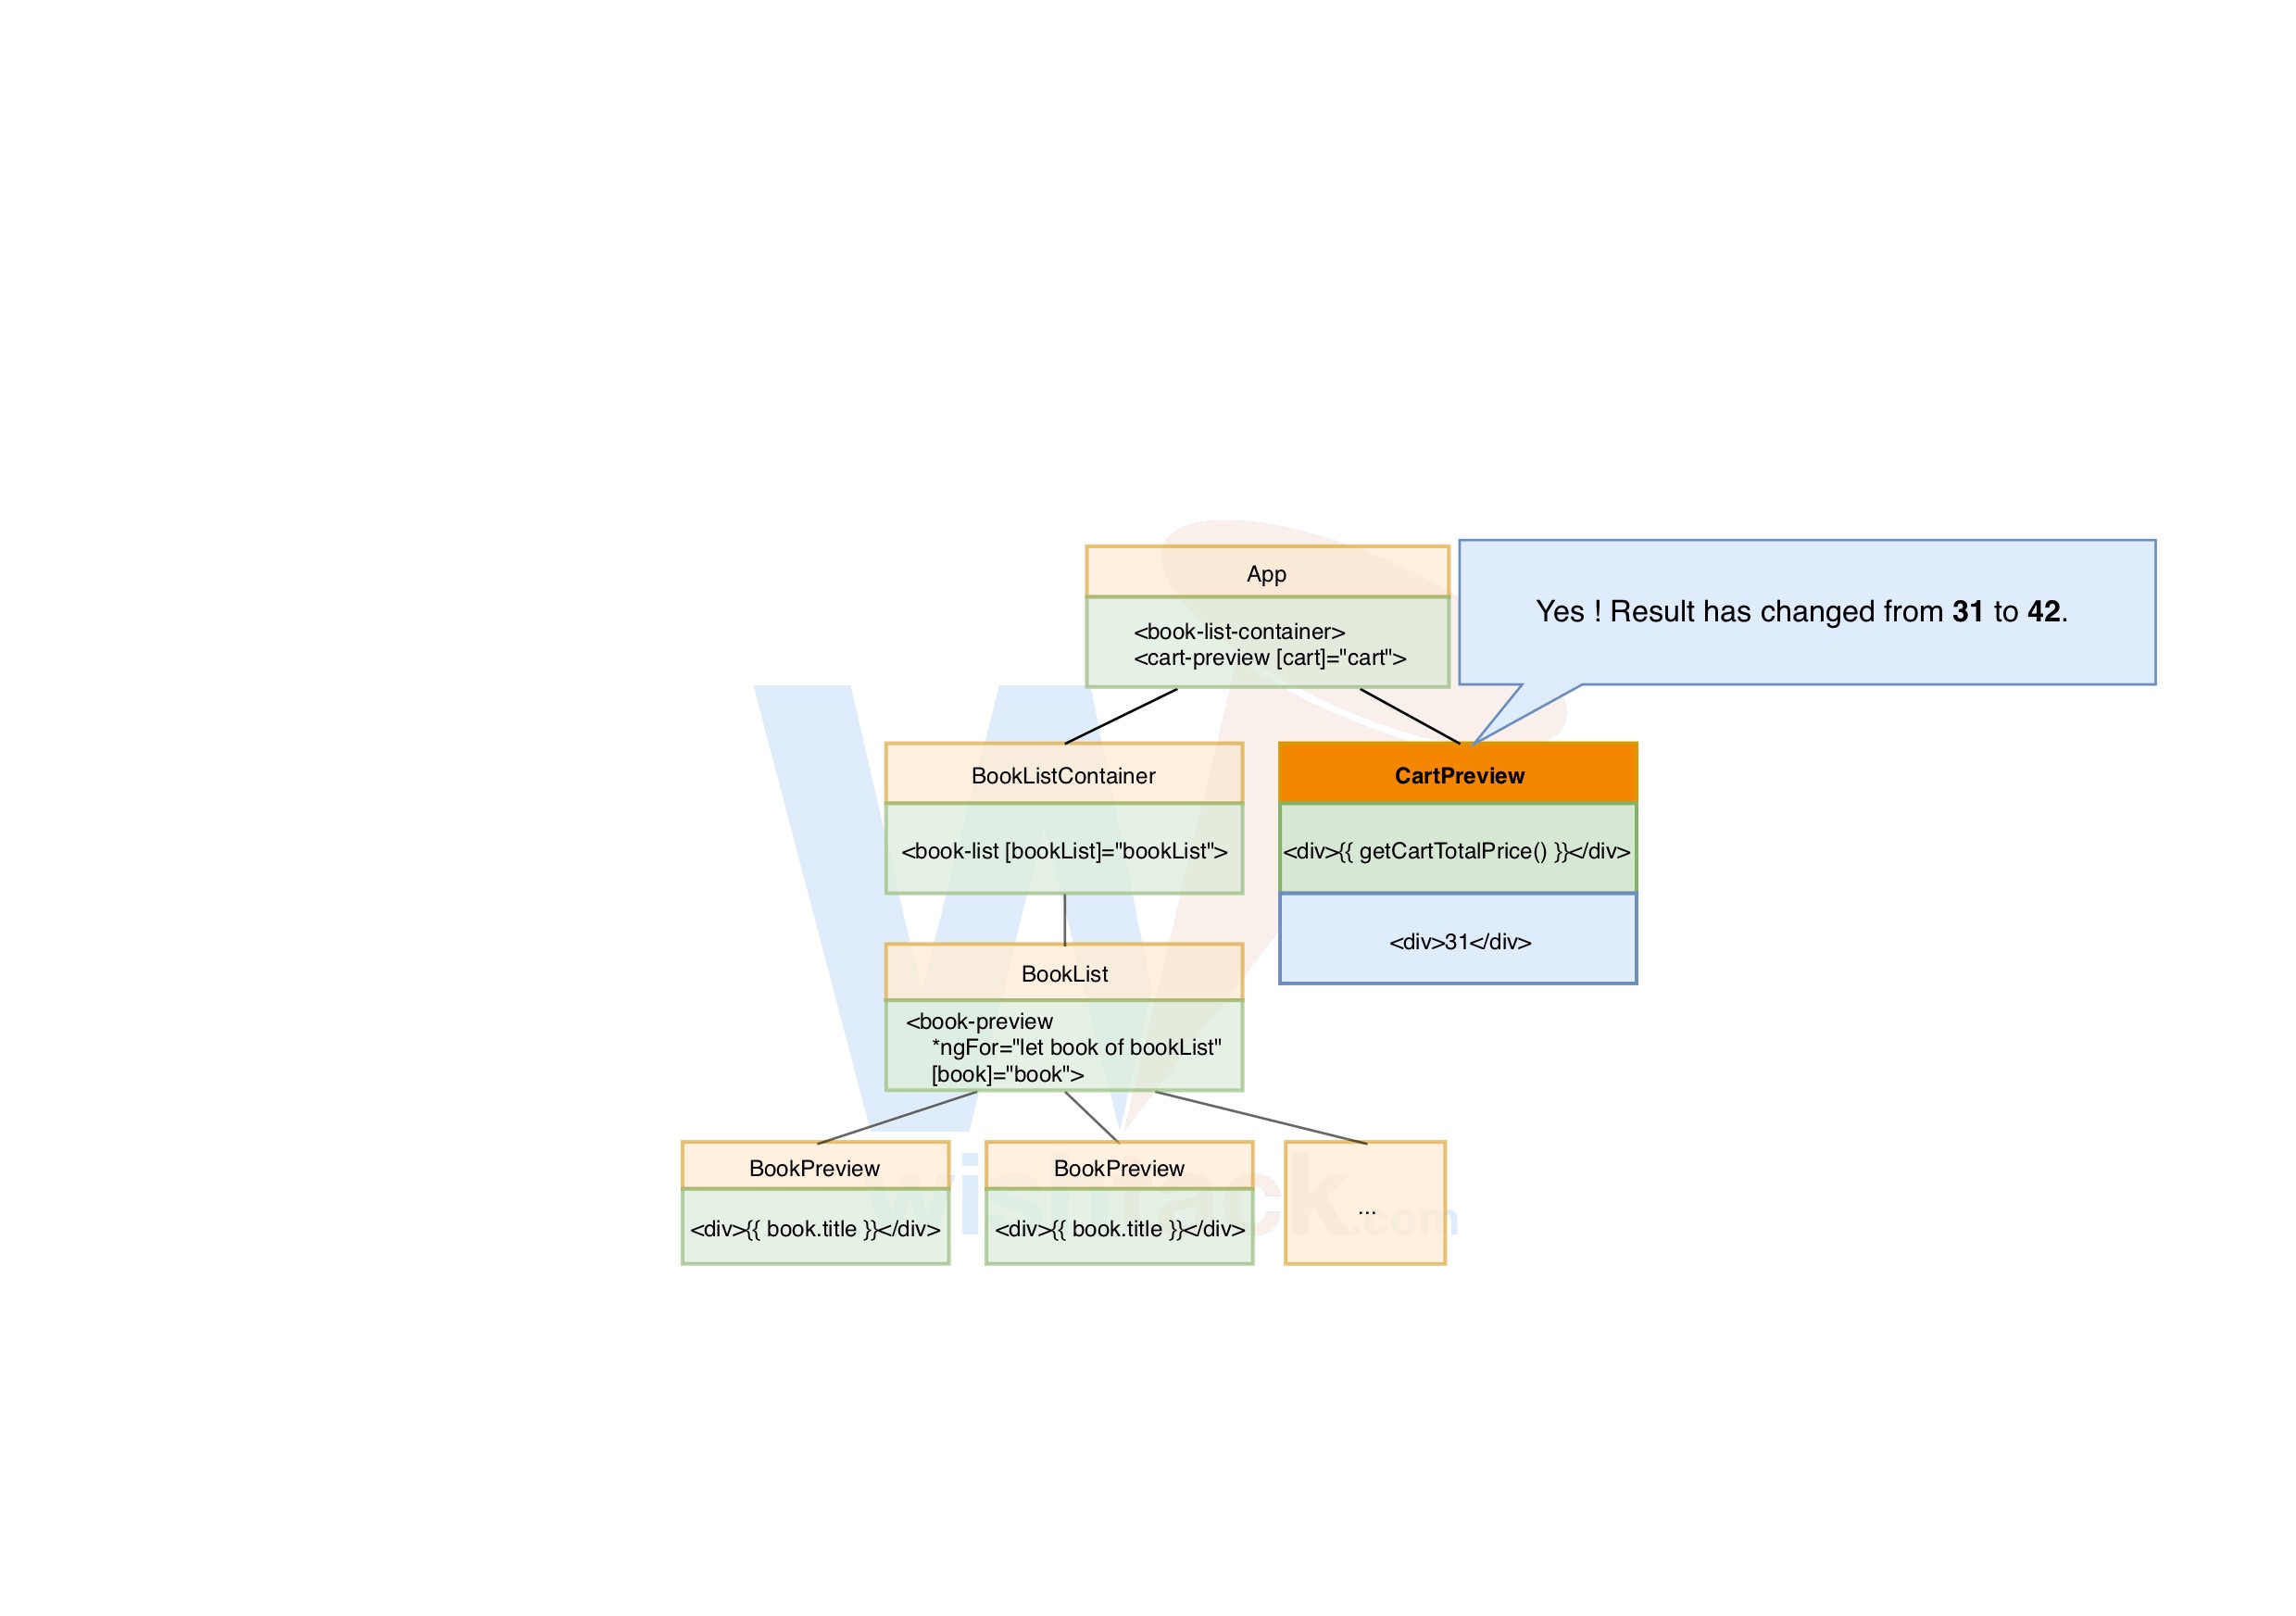 App
<book-list-container>
<cart-preview [cart]="cart">
Yes ! Result has changed from 31 to 42.
BookListContainer
<book-list [bookList]="bookList">
CartPreview
<div>{{ getCartTotalPrice() }}</div>
<div>31</div>
BookList
<book-preview
*ngFor="let book of bookList"
[book]="book">
BookPreview
<div>{{ book.title }}</div>
BookPreview
<div>{{ book.title }}</div>
...
wishtack.com